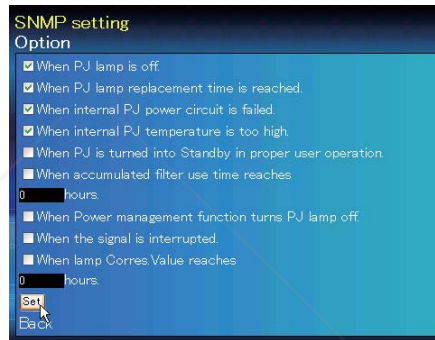 SNMP setting
Option
When PJ lamp is off.
When PJ lamp replacement time is reached.
When internal PJ power circuit is failed.
When internal PJ temperature is too high.
When PJ is turned into Standby in proper user operation.
When accumulated filter use time reaches
0 hours.
When Power management function turns PJ lamp off.
When the signal is interrupted.
When lamp Corres.Value reaches
0 hours.
Set
Back